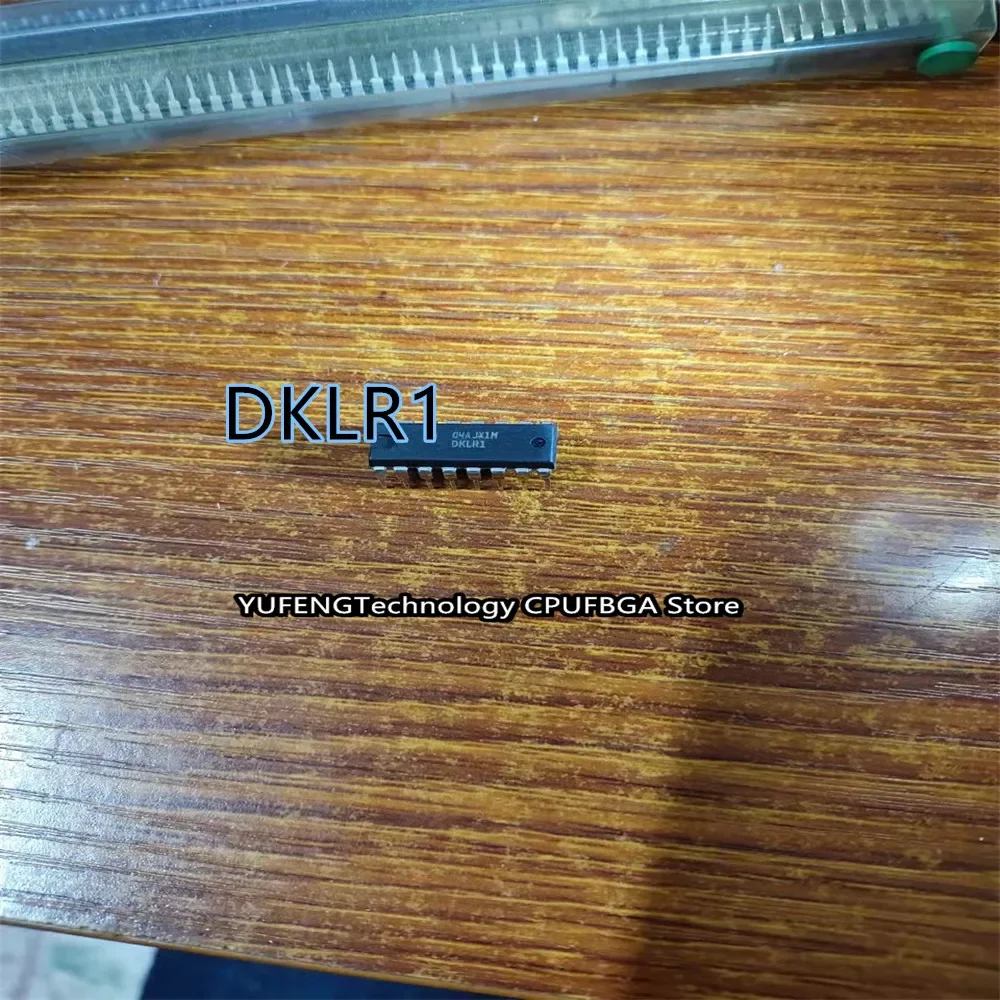 DKLR1
04AJX1M
DKLR1
YUFENGTechnology CPUFBGA Store